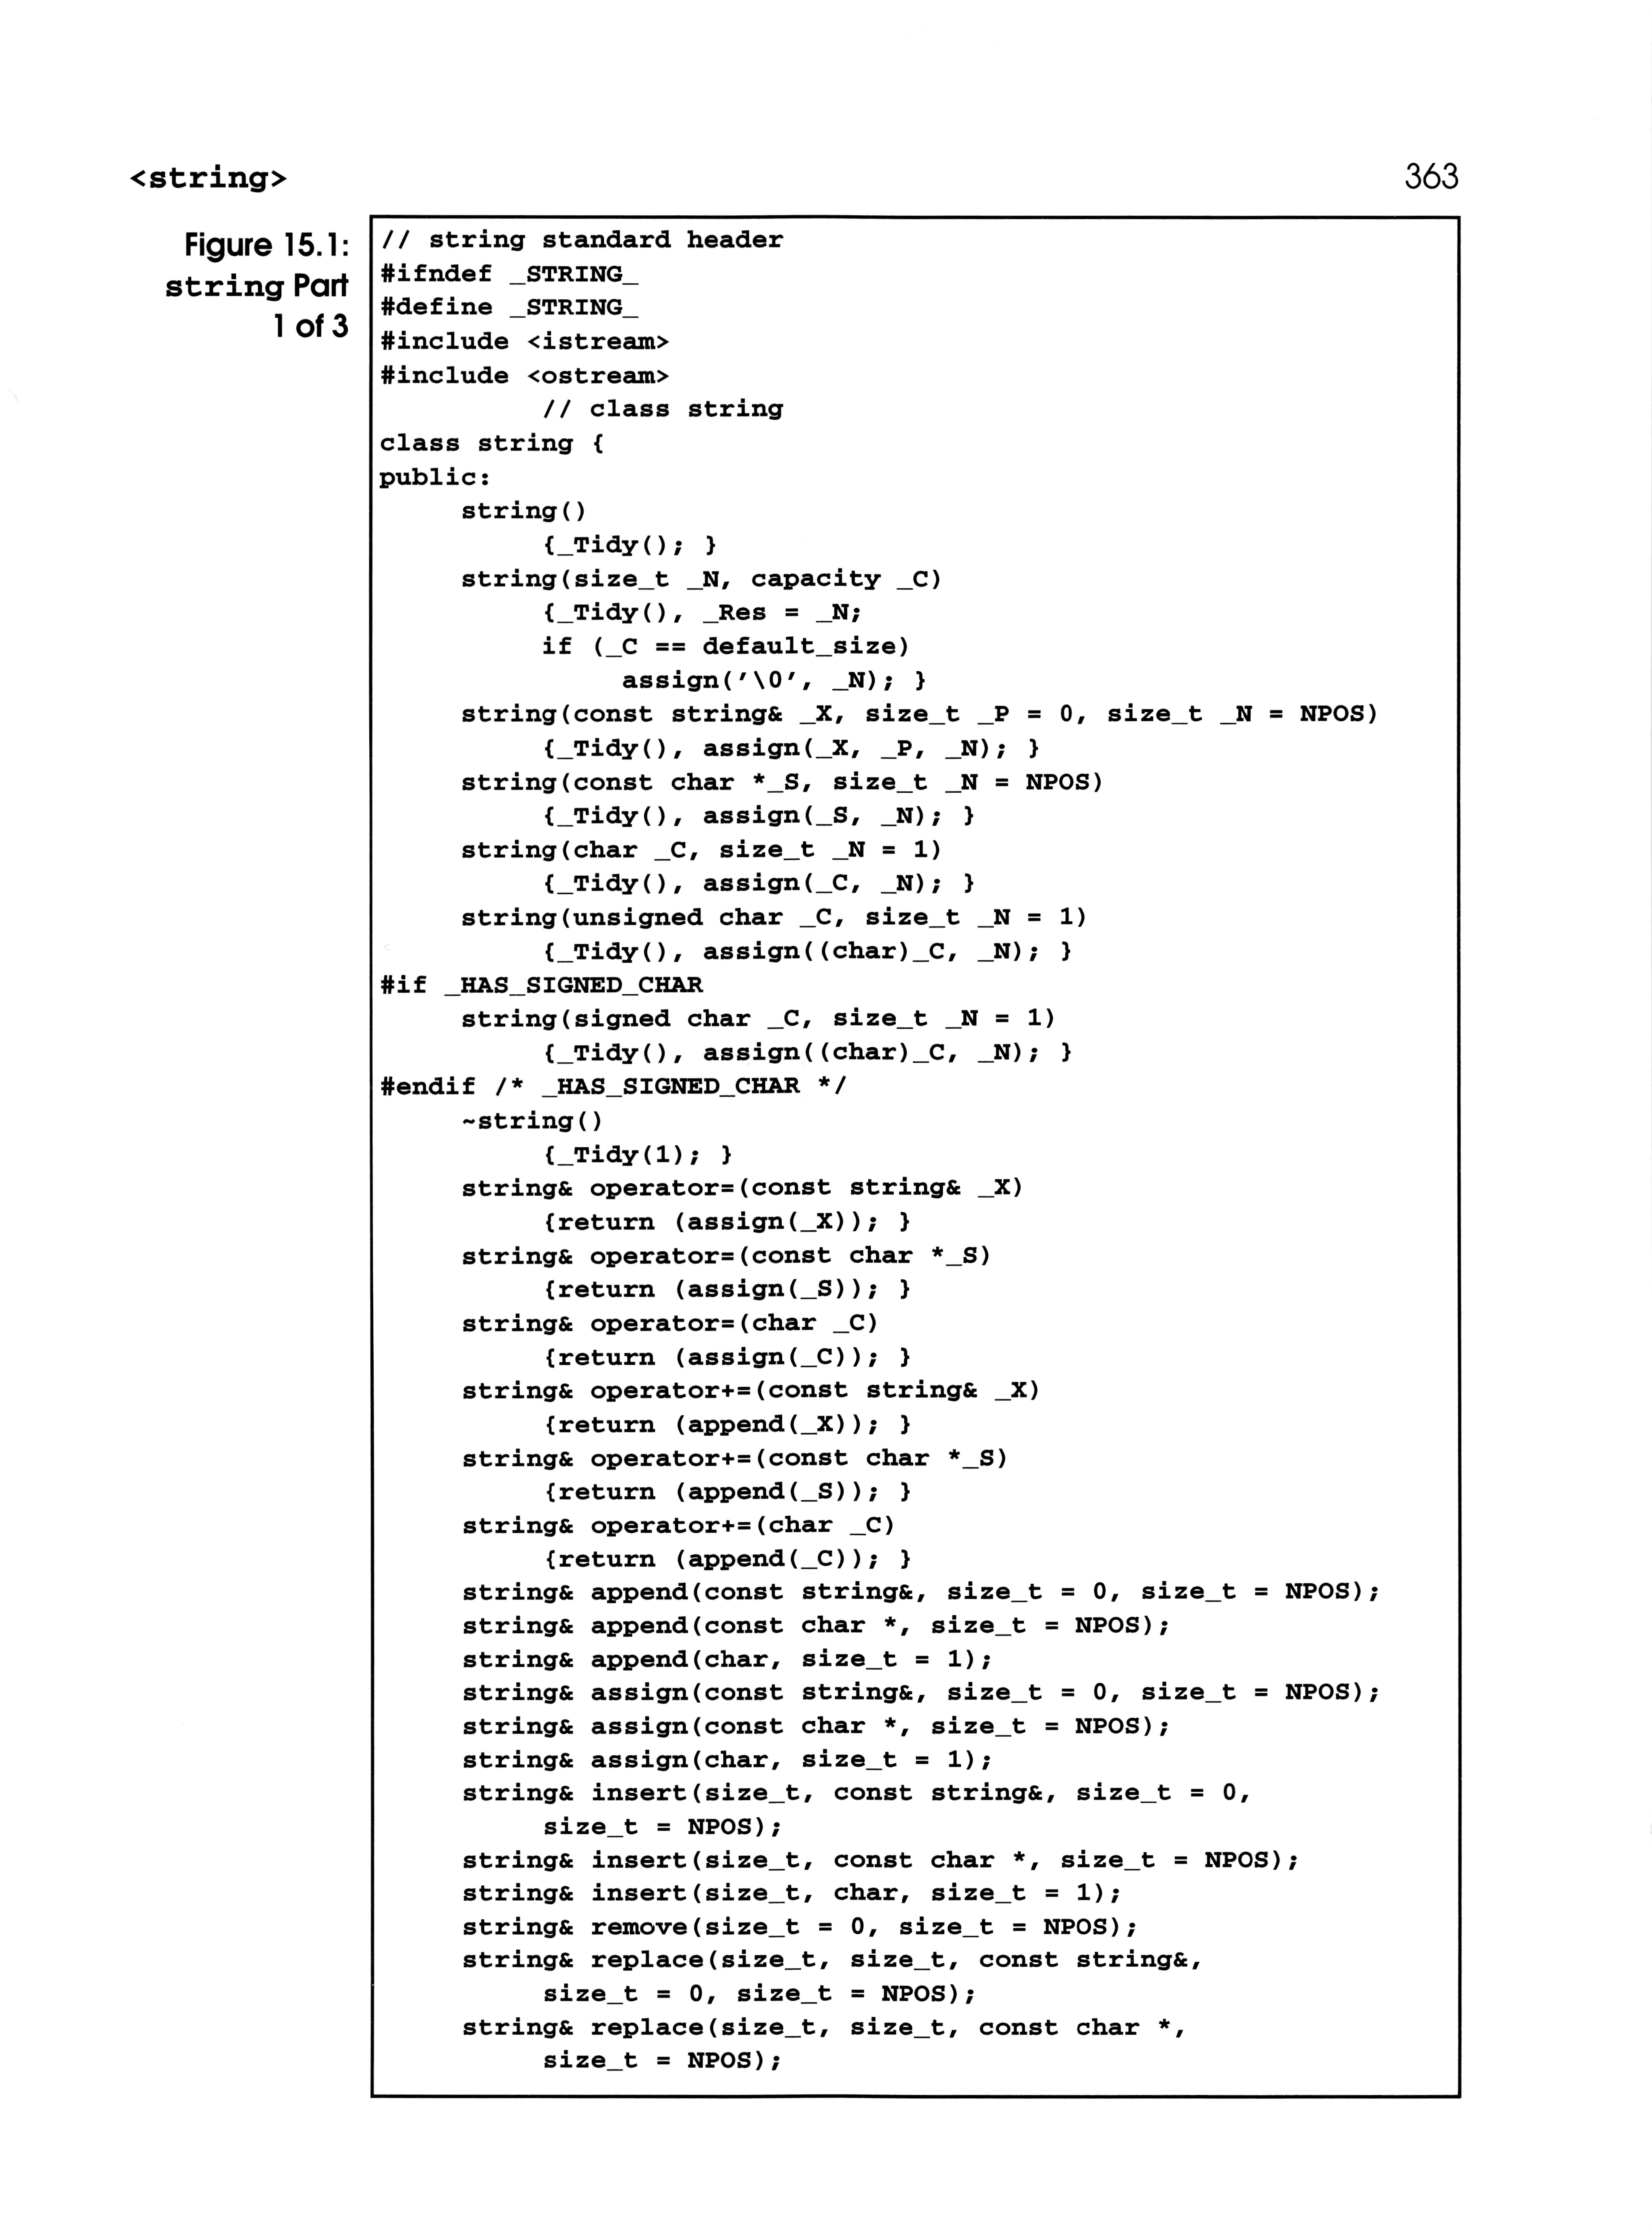 <string>
363
Figure 15.1:
string Part
1 of 3
// string standard header
#ifndef _STRING_
#define _STRING_
#include <istream>
#include <ostream>
// class string
class string {
public:
string()
{_Tidy(); }
string(size_t _N, capacity _C)
{_Tidy(), _Res = _N;
if (_C == default_size)
assign('\0', _N); }
string(const string& _X, size_t _P = 0, size_t _N = NPOS)
{_Tidy(), assign(_X, _P, _N); }
string(const char *_S, size_t _N = NPOS)
{_Tidy(), assign(_S, _N); }
string(char _C, size_t _N = 1)
{_Tidy(), assign(_C, _N); }
string(unsigned char _C, size_t _N = 1)
{_Tidy(), assign((char)_C, _N); }
#if _HAS_SIGNED_CHAR
string(signed char _C, size_t _N = 1)
{_Tidy(), assign((char)_C, _N); }
#endif /* _HAS_SIGNED_CHAR */
~string()
{_Tidy(1); }
string& operator=(const string& _X)
{return (assign(_X)); }
string& operator=(const char *_S)
{return (assign(_S)); }
string& operator=(char _C)
{return (assign(_C)); }
string& operator+=(const string& _X)
{return (append(_X)); }
string& operator+=(const char *_S)
{return (append(_S)); }
string& operator+=(char _C)
{return (append(_C)); }
string& append(const string&, size_t = 0, size_t = NPOS);
string& append(const char *, size_t = NPOS);
string& append(char, size_t = 1);
string& assign(const string&, size_t = 0, size_t = NPOS);
string& assign(const char *, size_t = NPOS);
string& assign(char, size_t = 1);
string& insert(size_t, const string&, size_t = 0,
size_t = NPOS);
string& insert(size_t, const char *, size_t = NPOS);
string& insert(size_t, char, size_t = 1);
string& remove(size_t = 0, size_t = NPOS);
string& replace(size_t, size_t, const string&,
size_t = 0, size_t = NPOS);
string& replace(size_t, size_t, const char *,
size_t = NPOS);